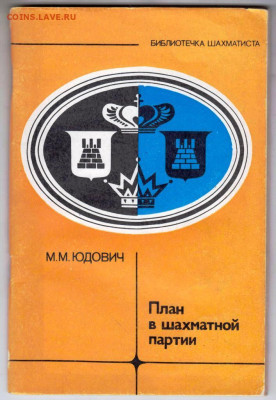 COINS.LAVE.RU
БИБЛИОТЕЧКА ШАХМАТИСТА
М.М. ЮДОВИЧ
План
в шахматной
партии